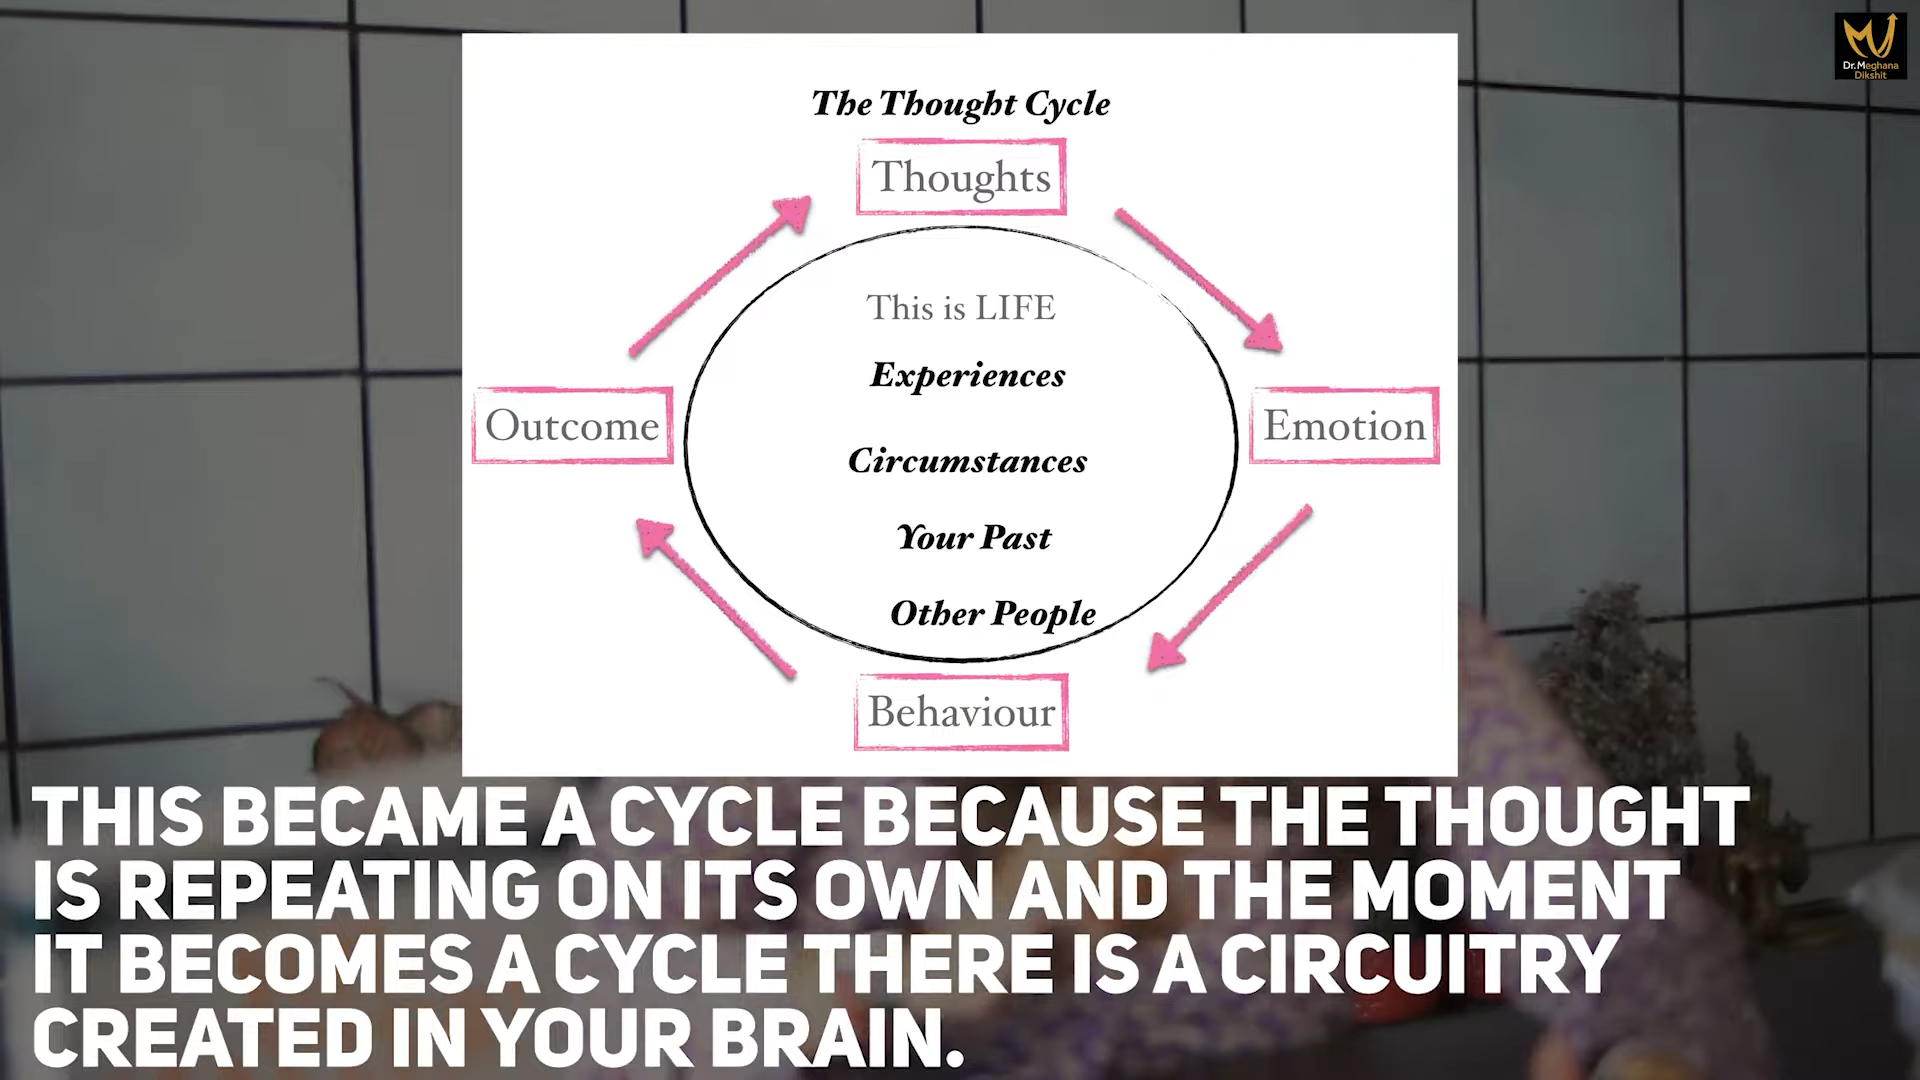 Dr.Meghana
Dikshit
The Thought Cycle
Thoughts
This is LIFE
Experiences
Outcome
Emotion
Circumstances
Your Past
Other People
Behaviour
THIS BECAME A CYCLE BECAUSE THE THOUGHT
IS REPEATING ON ITS OWN AND THE MOMENT
IT BECOMES A CYCLE THERE IS A CIRCUITRY
CREATED IN YOUR BRAIN.